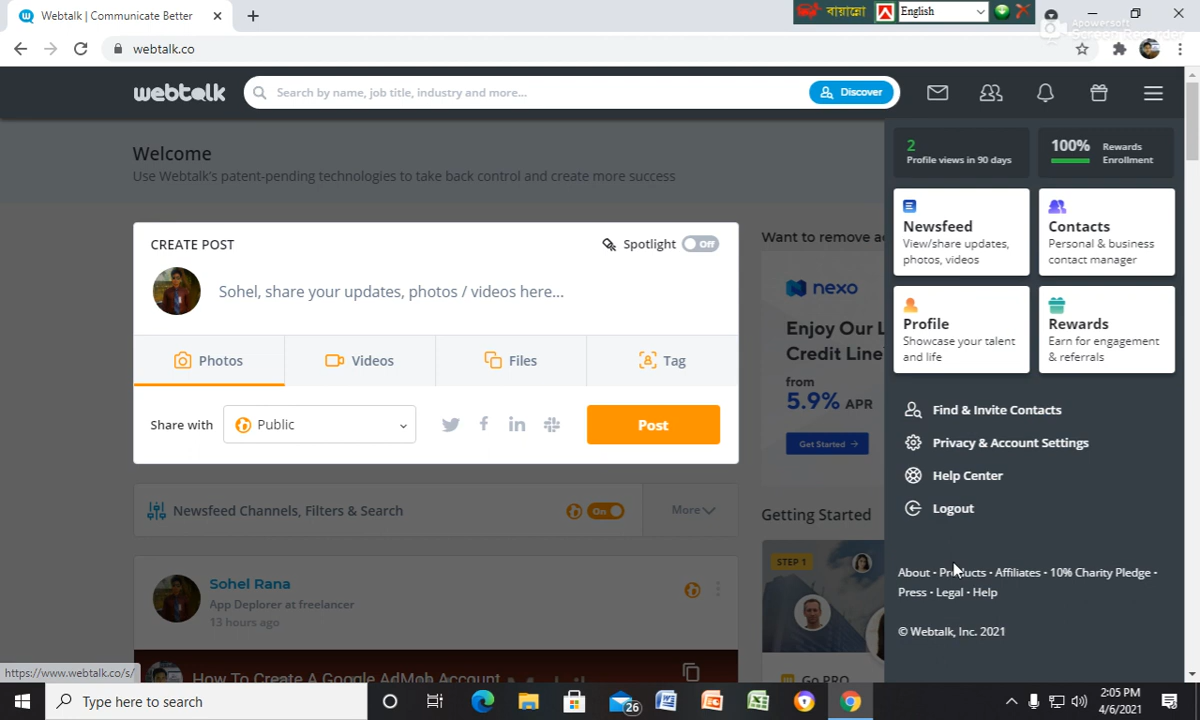 Webtalk | Communicate Better
বায়ান্নো
English
Apowersoft
Screen Recorder
webtalk.co
webtalk
Search by name, job title, industry and more...
Discover
2
Profile views in 90 days
100% Rewards
Enrollment
Welcome
Use Webtalk's patent-pending technologies to take back control and create more success
CREATE POST
Spotlight
Off
Sohel, share your updates, photos / videos here...
Photos
Videos
Files
Tag
Share with
Public
Post
Want to remove a
nexo
Enjoy Our L
Credit Line
from
5.9% APR
Get Started →
Newsfeed
View/share updates,
photos, videos
Contacts
Personal & business
contact manager
Profile
Showcase your talent
and life
Rewards
Earn for engagement
& referrals
Find & Invite Contacts
Privacy & Account Settings
Help Center
Logout
Newsfeed Channels, Filters & Search
On
More
Getting Started
STEP 1
Go PRO
Sohel Rana
App Deplorer at freelancer
13 hours ago
How To Create A Google AdMob Account
About • Products • Affiliates • 10% Charity Pledge •
Press • Legal • Help
© Webtalk, Inc. 2021
https://www.webtalk.co/s/
Type here to search
26
2:05 PM
4/6/2021